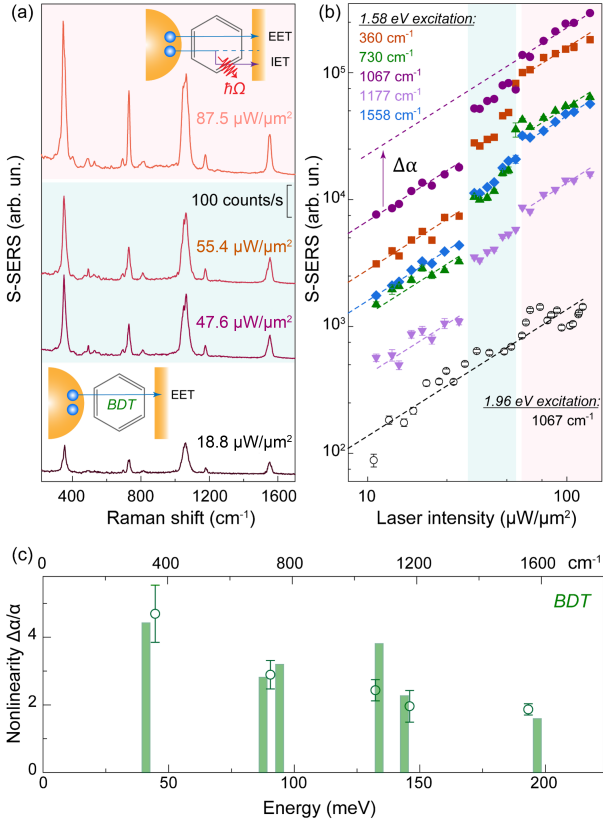 (a)
EET
IET
ℏΩ
87.5 μW/μm²
100 counts/s
55.4 μW/μm²
47.6 μW/μm²
BDT
EET
18.8 μW/μm²
S-SERS (arb. un.)
400 800 1200 1600
Raman shift (cm⁻¹)
(b)
1.58 eV excitation:
360 cm⁻¹
730 cm⁻¹
1067 cm⁻¹
1177 cm⁻¹
1558 cm⁻¹
Δα
1.96 eV excitation:
1067 cm⁻¹
10⁵
10⁴
10³
10²
S-SERS (arb. un.)
10 100
Laser intensity (μW/μm²)
(c)
0 400 800 1200 1600 cm⁻¹
BDT
4
2
0
Nonlinearity Δα/α
0 50 100 150 200
Energy (meV)